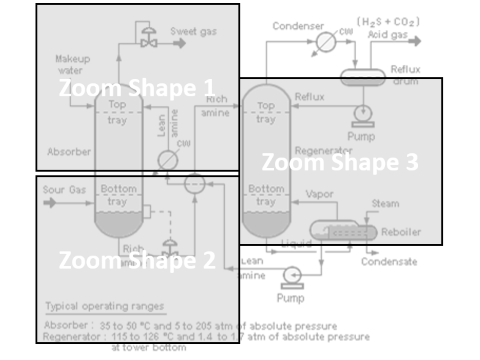 (H₂S + CO₂)
Acid gas
Condenser
CW
Sweet gas
Makeup
water
Zoom Shape 1
Rich
amine
Reflux
Reflux
drum
Top
tray
Lean
amine
Top
tray
Pump
Absorber
CW
Regenerator
Zoom Shape 3
Sour Gas
Bottom
tray
Bottom
tray
Vapor
Steam
Reboiler
Rich
Zoom Shape 2
Liquid
Lean
amine
Condensate
Pump
Typical operating ranges
Absorber : 35 to 50 °C and 5 to 205 atm of absolute pressure
Regenerator : 115 to 126 °C and 1.4 to 1.7 atm of absolute pressure
at tower bottom